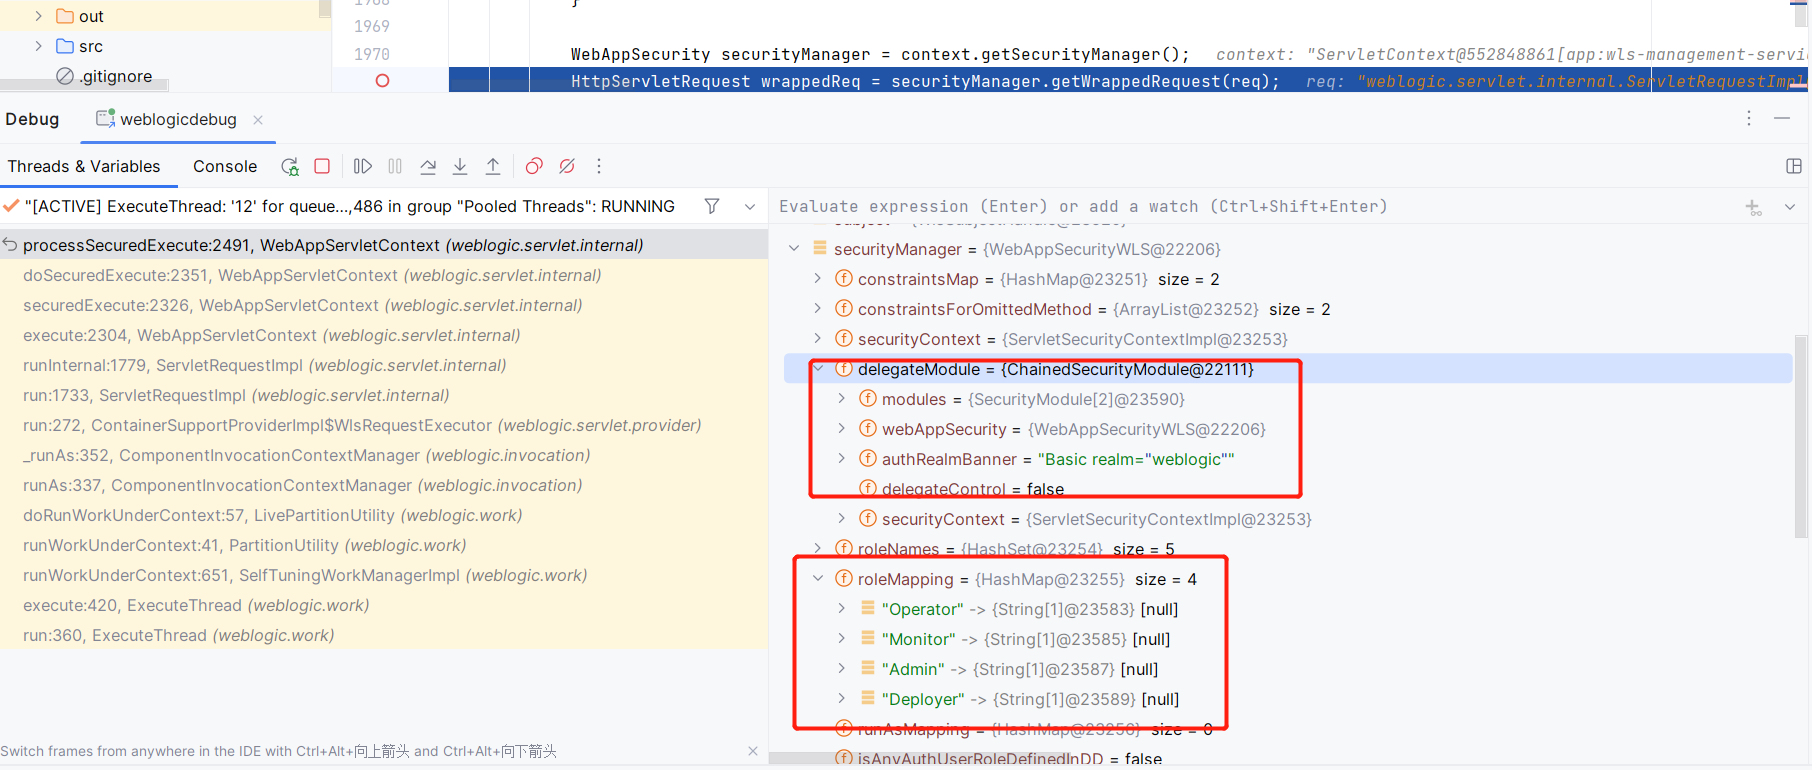 out
1968
}
1969
src
1970
WebAppSecurity securityManager = context.getSecurityManager(); context: "ServletContext@552848861[app:wls-management-servi
.gitignore
HttpServletRequest wrappedReq = securityManager.getWrappedRequest(req); req: "weblogic.servlet.internal.ServletRequestImpl
Debug
weblogicdebug
Threads & Variables
Console
"[ACTIVE] ExecuteThread: '12' for queue...,486 in group "Pooled Threads": RUNNING
processSecuredExecute:2491, WebAppServletContext (weblogic.servlet.internal)
doSecuredExecute:2351, WebAppServletContext (weblogic.servlet.internal)
securedExecute:2326, WebAppServletContext (weblogic.servlet.internal)
execute:2304, WebAppServletContext (weblogic.servlet.internal)
runInternal:1779, ServletRequestImpl (weblogic.servlet.internal)
run:1733, ServletRequestImpl (weblogic.servlet.internal)
run:272, ContainerSupportProviderImpl$WlsRequestExecutor (weblogic.servlet.provider)
_runAs:352, ComponentInvocationContextManager (weblogic.invocation)
runAs:337, ComponentInvocationContextManager (weblogic.invocation)
doRunWorkUnderContext:57, LivePartitionUtility (weblogic.work)
runWorkUnderContext:41, PartitionUtility (weblogic.work)
runWorkUnderContext:651, SelfTuningWorkManagerImpl (weblogic.work)
execute:420, ExecuteThread (weblogic.work)
run:360, ExecuteThread (weblogic.work)
Switch frames from anywhere in the IDE with Ctrl+Alt+向上箭头 and Ctrl+Alt+向下箭头
Evaluate expression (Enter) or add a watch (Ctrl+Shift+Enter)
securityManager = {WebAppSecurityWLS@22206}
constraintsMap = {HashMap@23251} size = 2
constraintsForOmittedMethod = {ArrayList@23252} size = 2
securityContext = {ServletSecurityContextImpl@23253}
delegateModule = {ChainedSecurityModule@22111}
modules = {SecurityModule[2]@23590}
webAppSecurity = {WebAppSecurityWLS@22206}
authRealmBanner = "Basic realm="weblogic""
delegateControl = false
securityContext = {ServletSecurityContextImpl@23253}
roleNames = {HashSet@23254} size = 5
roleMapping = {HashMap@23255} size = 4
"Operator" -> {String[1]@23583} [null]
"Monitor" -> {String[1]@23585} [null]
"Admin" -> {String[1]@23587} [null]
"Deployer" -> {String[1]@23589} [null]
runAsMapping = {HashMap@23256} size = 0
isAnyAuthUserRoleDefinedInDD = false